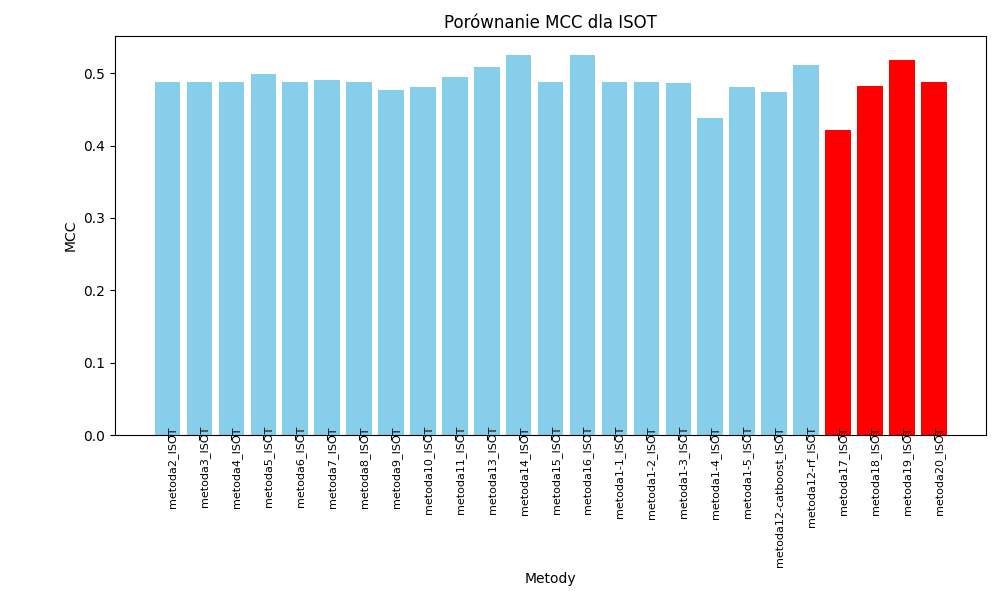 Porównanie MCC dla ISOT
MCC
0.5
0.4
0.3
0.2
0.1
0.0
metoda2_ISOT
metoda3_ISOT
metoda4_ISOT
metoda5_ISOT
metoda6_ISOT
metoda7_ISOT
metoda8_ISOT
metoda9_ISOT
metoda10_ISOT
metoda11_ISOT
metoda13_ISOT
metoda14_ISOT
metoda15_ISOT
metoda16_ISOT
metoda1-1_ISOT
metoda1-2_ISOT
metoda1-3_ISOT
metoda1-4_ISOT
metoda1-5_ISOT
metoda12-catboost_ISOT
metoda12-rf_ISOT
metoda17_ISOT
metoda18_ISOT
metoda19_ISOT
metoda20_ISOT
Metody